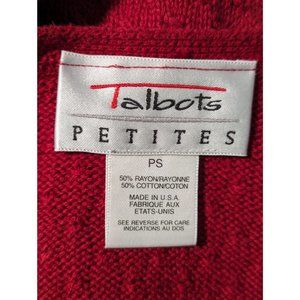 Talbots
PETITES
PS
50% RAYON/RAYONNE
50% COTTON/COTON
MADE IN U.S.A
FABRIQUE AUX
ETATS-UNIS
SEE REVERSE FOR CARE
INDICATIONS AU DOS